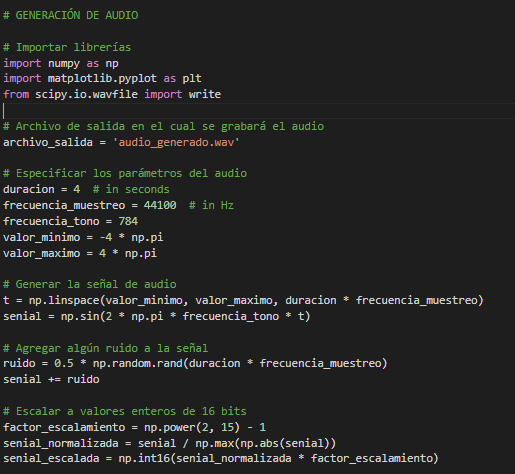 # GENERACIÓN DE AUDIO
# Importar librerías
import numpy as np
import matplotlib.pyplot as plt
from scipy.io.wavfile import write
# Archivo de salida en el cual se grabará el audio
archivo_salida = 'audio_generado.wav'
# Especificar los parámetros del audio
duracion = 4  # in seconds
frecuencia_muestreo = 44100  # in Hz
frecuencia_tono = 784
valor_minimo = -4 * np.pi
valor_maximo = 4 * np.pi
# Generar la señal de audio
t = np.linspace(valor_minimo, valor_maximo, duracion * frecuencia_muestreo)
senial = np.sin(2 * np.pi * frecuencia_tono * t)
# Agregar algún ruido a la señal
ruido = 0.5 * np.random.rand(duracion * frecuencia_muestreo)
senial += ruido
# Escalar a valores enteros de 16 bits
factor_escalamiento = np.power(2, 15) - 1
senial_normalizada = senial / np.max(np.abs(senial))
senial_escalada = np.int16(senial_normalizada * factor_escalamiento)